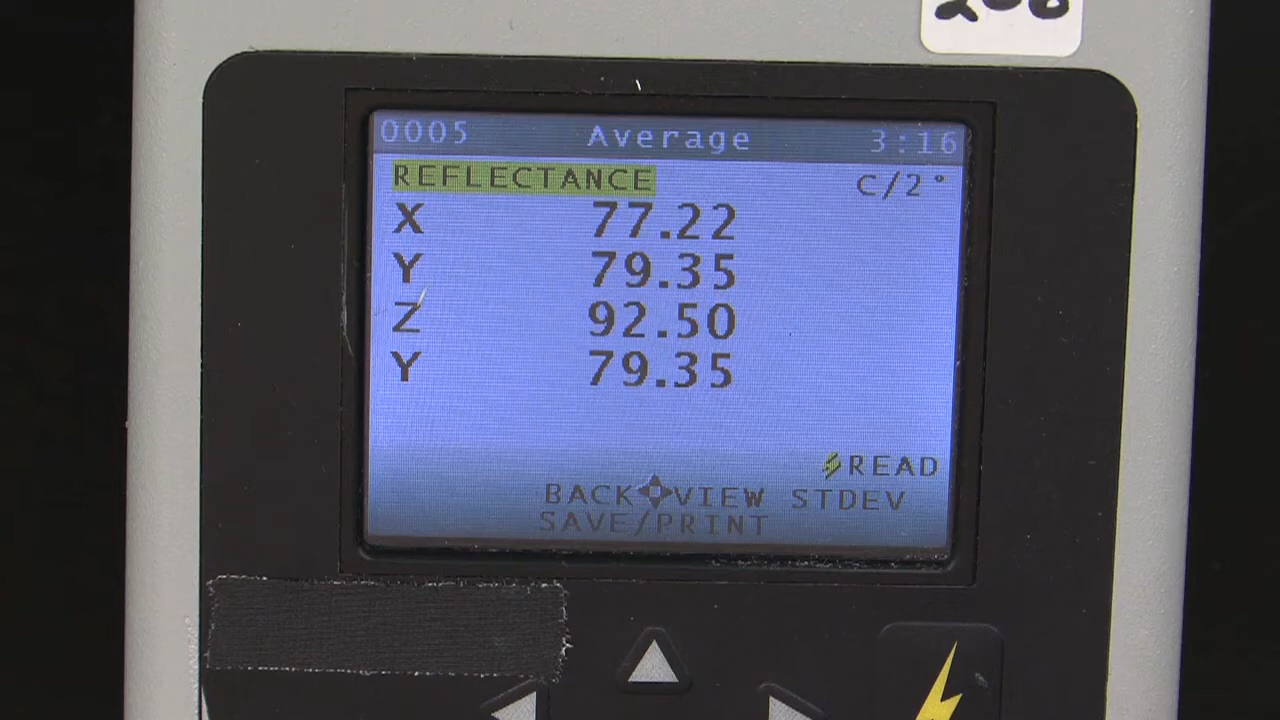 0005 Average 3:16
REFLECTANCE C/2°
X 77.22
Y 79.35
Z 92.50
Y 79.35
READ
BACK VIEW STDEV
SAVE/PRINT